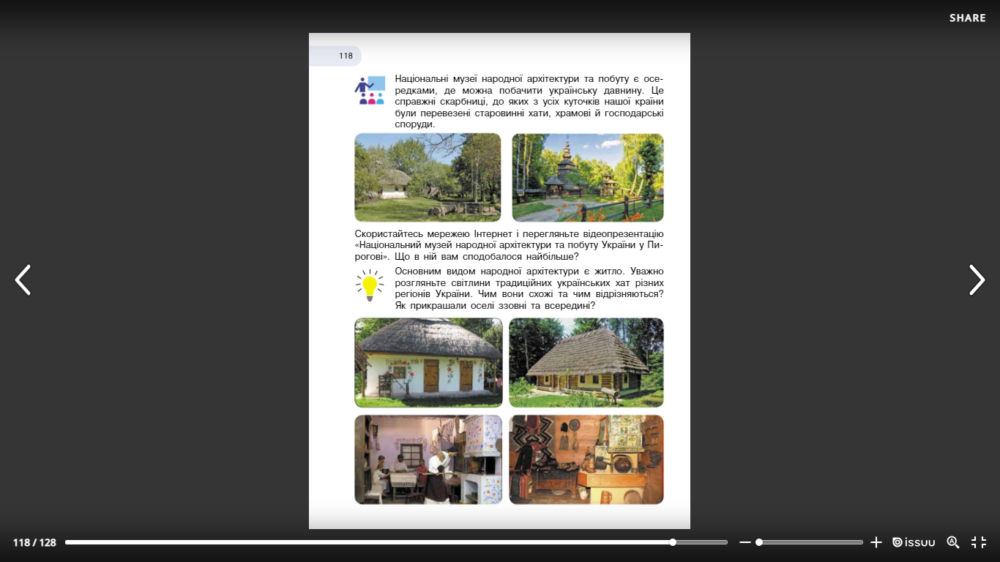 SHARE
118
Національні музеї народної архітектури та побуту є осе-
редками, де можна побачити українську давнину. Це
справжні скарбниці, до яких з усіх куточків нашої країни
були перевезені старовинні хати, храмові й господарські
споруди.
Скористайтесь мережею Інтернет і перегляньте відеопрезентацію
«Національний музей народної архітектури та побуту України у Пи-
рогові». Що в ній вам сподобалося найбільше?
Основним видом народної архітектури є житло. Уважно
розгляньте світлини традиційних українських хат різних
регіонів України. Чим вони схожі та чим відрізняються?
Як прикрашали оселі ззовні та всередині?
118 / 128
issuu